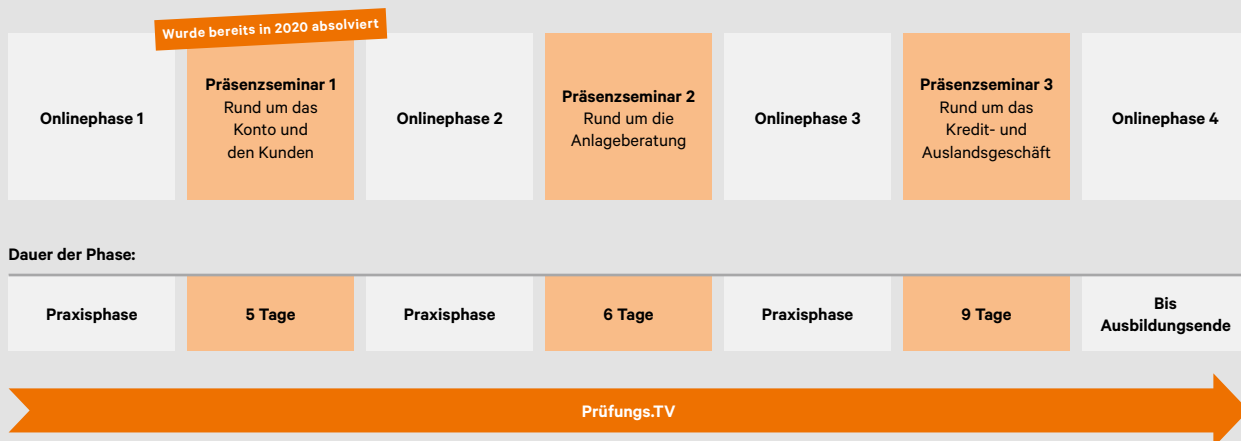 Wurde bereits in 2020 absolviert
Onlinephase 1
Präsenzseminar 1
Rund um das
Konto und
den Kunden
Onlinephase 2
Präsenzseminar 2
Rund um die
Anlageberatung
Onlinephase 3
Präsenzseminar 3
Rund um das
Kredit- und
Auslandsgeschäft
Onlinephase 4
Dauer der Phase:
Praxisphase
5 Tage
Praxisphase
6 Tage
Praxisphase
9 Tage
Bis
Ausbildungsende
Prüfungs.TV